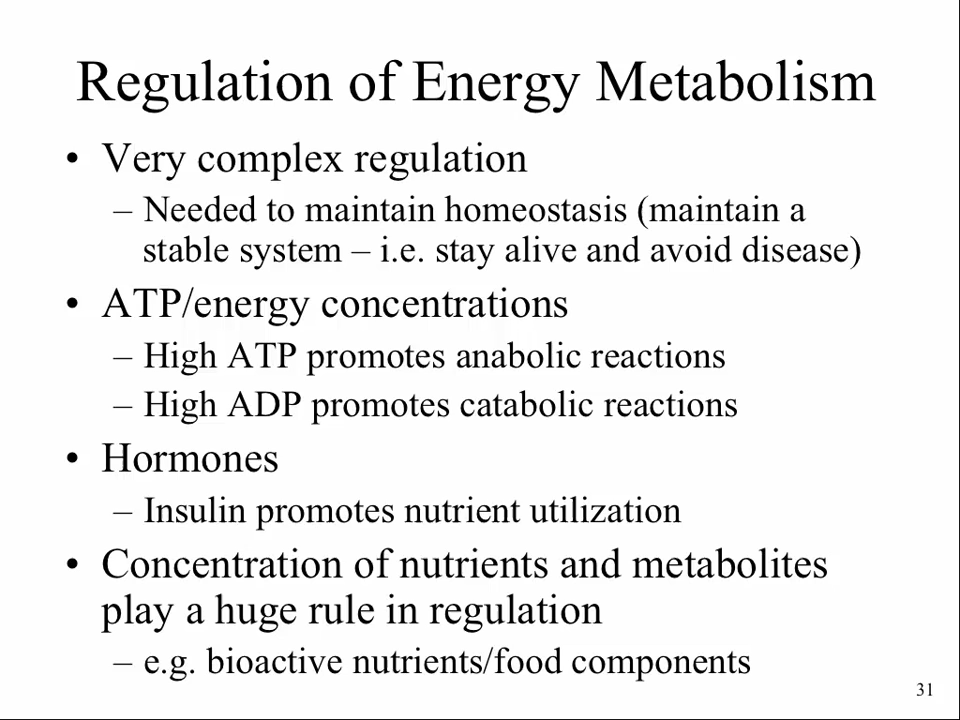 Regulation of Energy Metabolism
• Very complex regulation
– Needed to maintain homeostasis (maintain a
stable system – i.e. stay alive and avoid disease)
• ATP/energy concentrations
– High ATP promotes anabolic reactions
– High ADP promotes catabolic reactions
• Hormones
– Insulin promotes nutrient utilization
• Concentration of nutrients and metabolites
play a huge rule in regulation
– e.g. bioactive nutrients/food components
31